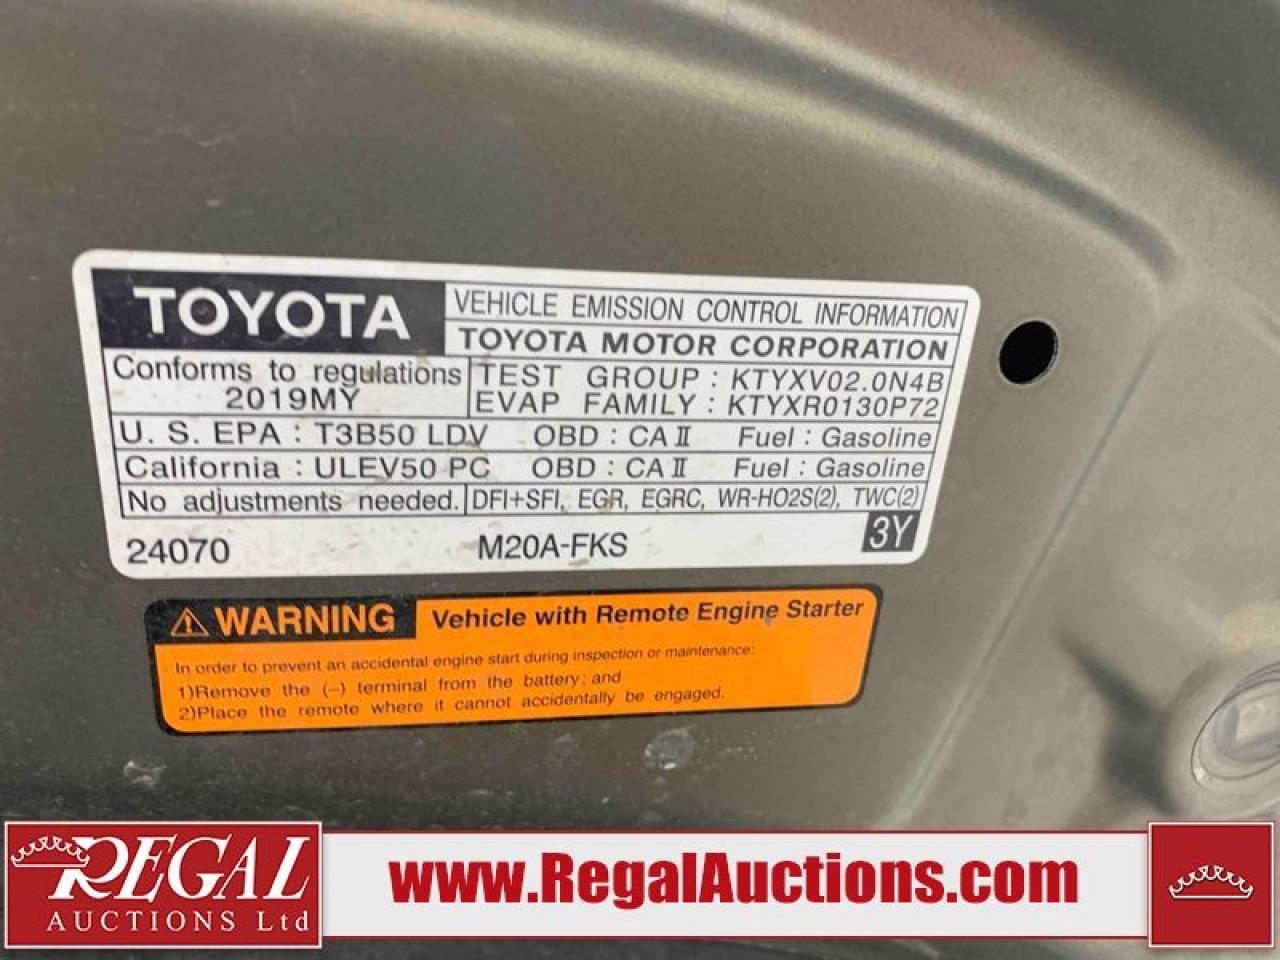 TOYOTA
VEHICLE EMISSION CONTROL INFORMATION
TOYOTA MOTOR CORPORATION
Conforms to regulations
2019MY
TEST GROUP : KTYXV02.0N4B
EVAP FAMILY : KTYXR0130P72
U. S. EPA : T3B50 LDV OBD : CA II Fuel : Gasoline
California : ULEV50 PC OBD : CA II Fuel : Gasoline
No adjustments needed. DFI+SFI, EGR, EGRC, WR-HO2S(2), TWC(2)
24070 M20A-FKS 3Y
WARNING Vehicle with Remote Engine Starter
In order to prevent an accidental engine start during inspection or maintenance:
1)Remove the (-) terminal from the battery; and
2)Place the remote where it cannot accidentally be engaged.
REGAL
AUCTIONS Ltd
www.RegalAuctions.com